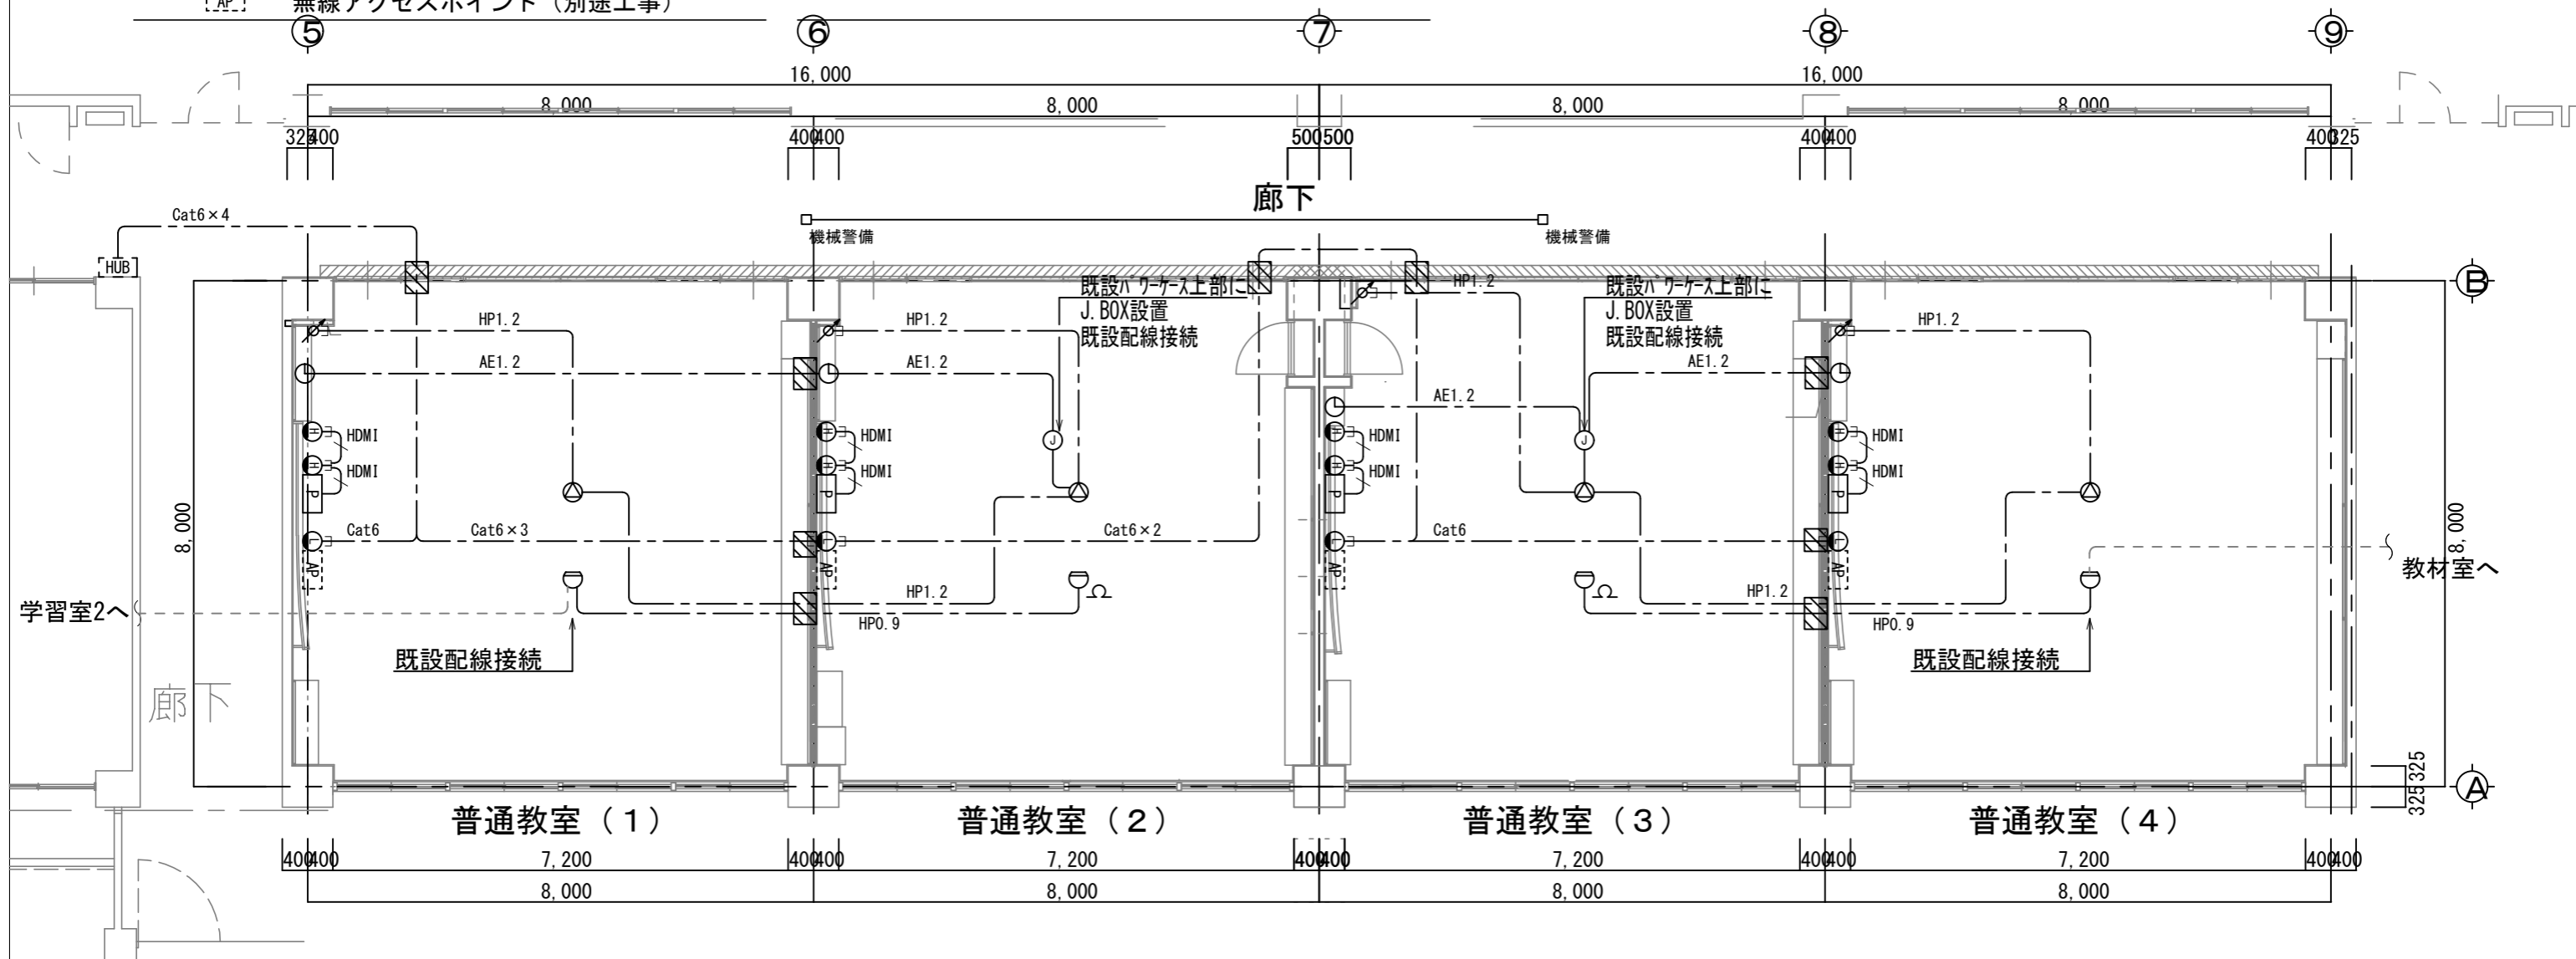 AP 無線アクセスポイント（別途工事）
⑤ ⑥ ⑦ ⑧ ⑨
16,000 16,000
8,000 8,000 8,000 8,000
325 400 400 400 500 500 400 400 400 325
廊下
Cat6×4
機械警備 機械警備
HUB
既設ﾊﾟﾜｰｹｰｽ上部に
J.BOX設置
既設配線接続
既設ﾊﾟﾜｰｹｰｽ上部に
J.BOX設置
既設配線接続
B
HP1.2
HP1.2 HP1.2 HP1.2
AE1.2 AE1.2 AE1.2
AE1.2
H HDMI H HDMI H HDMI H HDMI
J J
H HDMI H HDMI H HDMI H HDMI
P P P P
Cat6 Cat6×3 Cat6×2 Cat6
L L L L
8,000 8,000
AP AP AP AP
教材室へ
HP1.2 HP1.2
学習室2へ
HP0.9 HP0.9
既設配線接続 既設配線接続
廊下
325 325
A
普通教室（１） 普通教室（２） 普通教室（３） 普通教室（４）
400 400 7,200 400 400 7,200 400 400 7,200 400 400 7,200 400 400
8,000 8,000 8,000 8,000